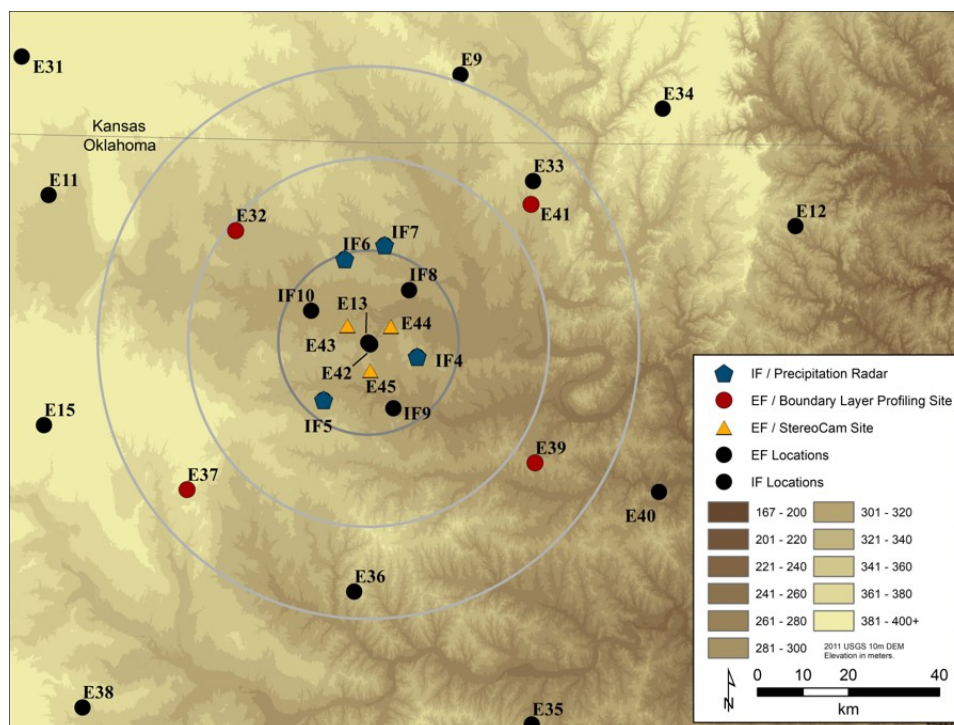 E31
E9
E34
Kansas
Oklahoma
E11
E33
E41
E12
E32
IF7
IF6
IF8
IF10
E13
E44
E43
E42
IF4
E45
IF5
IF9
E15
E37
E39
E40
E36
E38
E35
IF / Precipitation Radar
EF / Boundary Layer Profiling Site
EF / StereoCam Site
EF Locations
IF Locations
167 - 200
301 - 320
201 - 220
321 - 340
221 - 240
341 - 360
241 - 260
361 - 380
261 - 280
381 - 400+
281 - 300
2011 USGS 10m DEM
Elevation in meters.
N
0 10 20 40
km